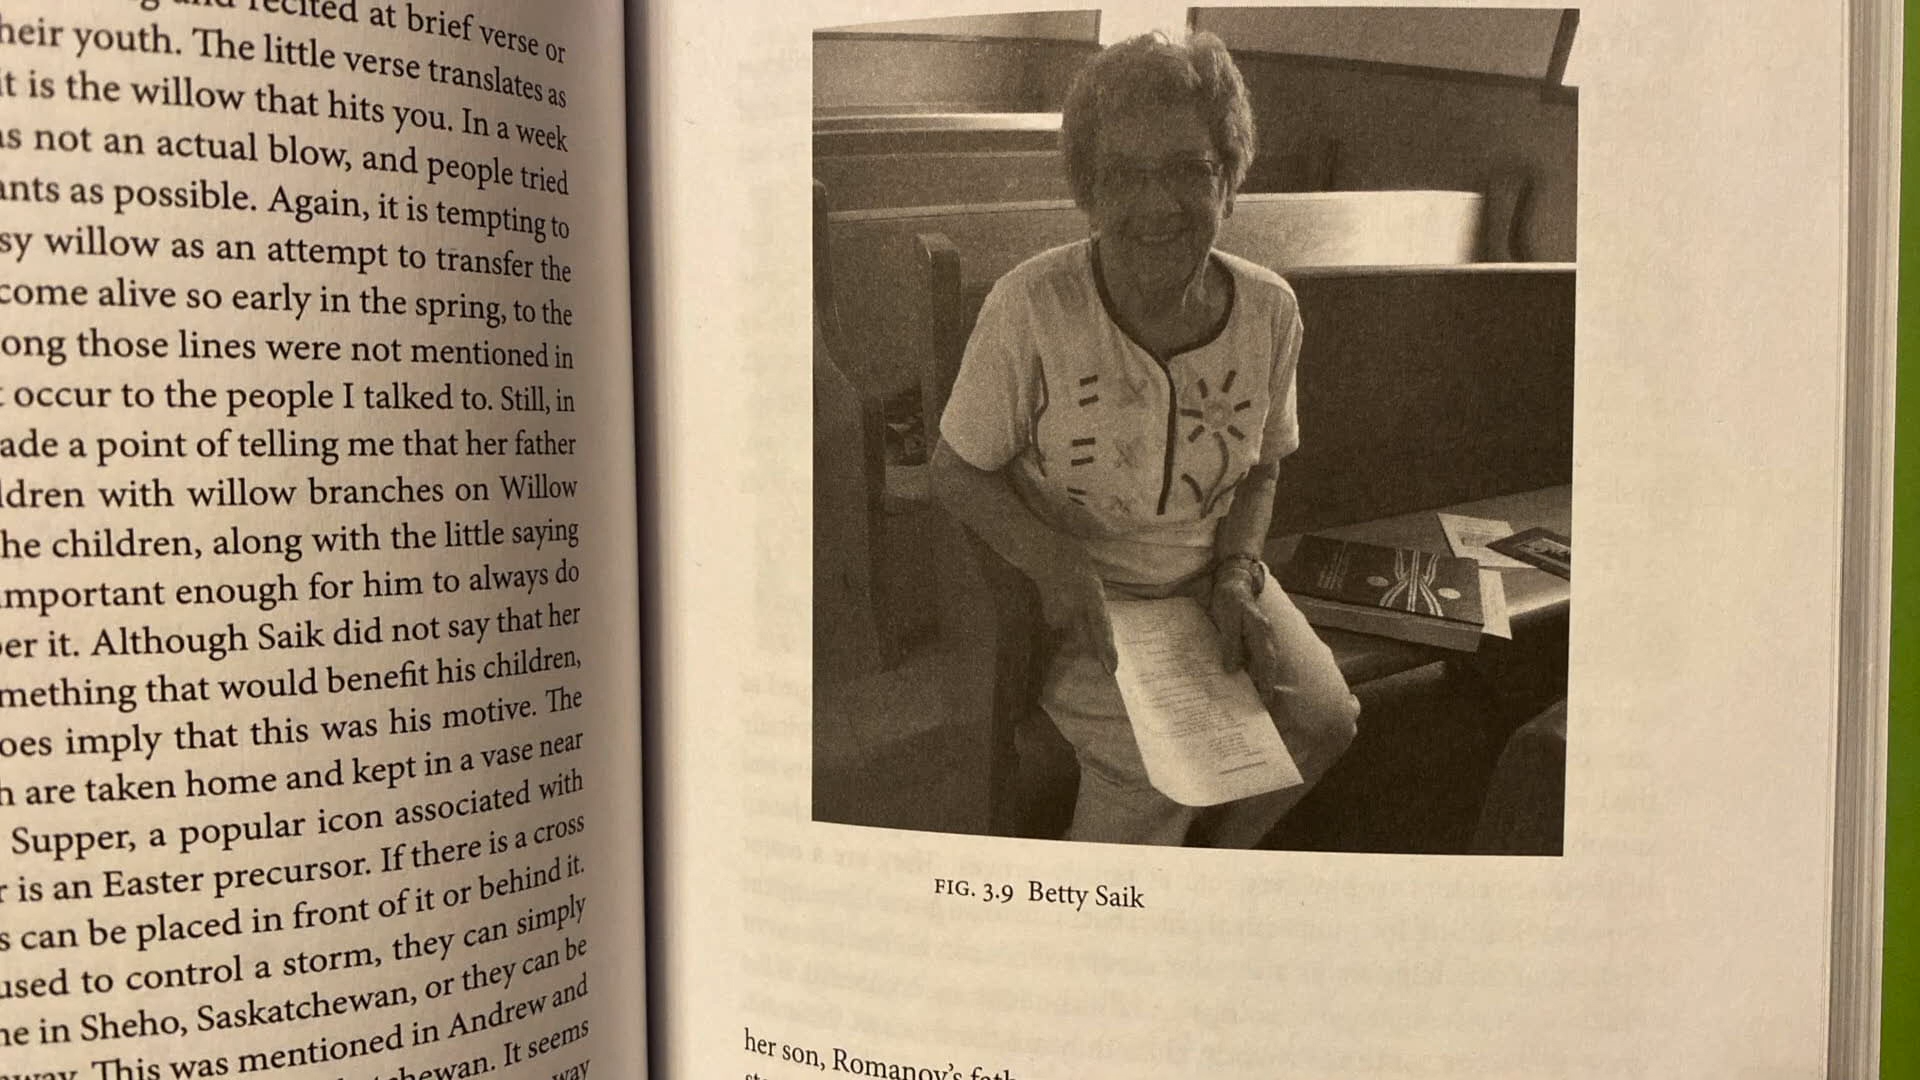 recited at brief verse or
heir youth. The little verse translates as
it is the willow that hits you. In a week
as not an actual blow, and people tried
ants as possible. Again, it is tempting to
sy willow as an attempt to transfer the
come alive so early in the spring, to the
ong those lines were not mentioned in
occur to the people I talked to. Still, in
ade a point of telling me that her father
ldren with willow branches on Willow
he children, along with the little saying
important enough for him to always do
er it. Although Saik did not say that her
mething that would benefit his children,
oes imply that this was his motive. The
h are taken home and kept in a vase near
Supper, a popular icon associated with
r is an Easter precursor. If there is a cross
s can be placed in front of it or behind it.
used to control a storm, they can simply
ne in Sheho, Saskatchewan, or they can be
way. This was mentioned in Andrew and
hewan. It seems
way
FIG. 3.9 Betty Saik
her son, Romanov's